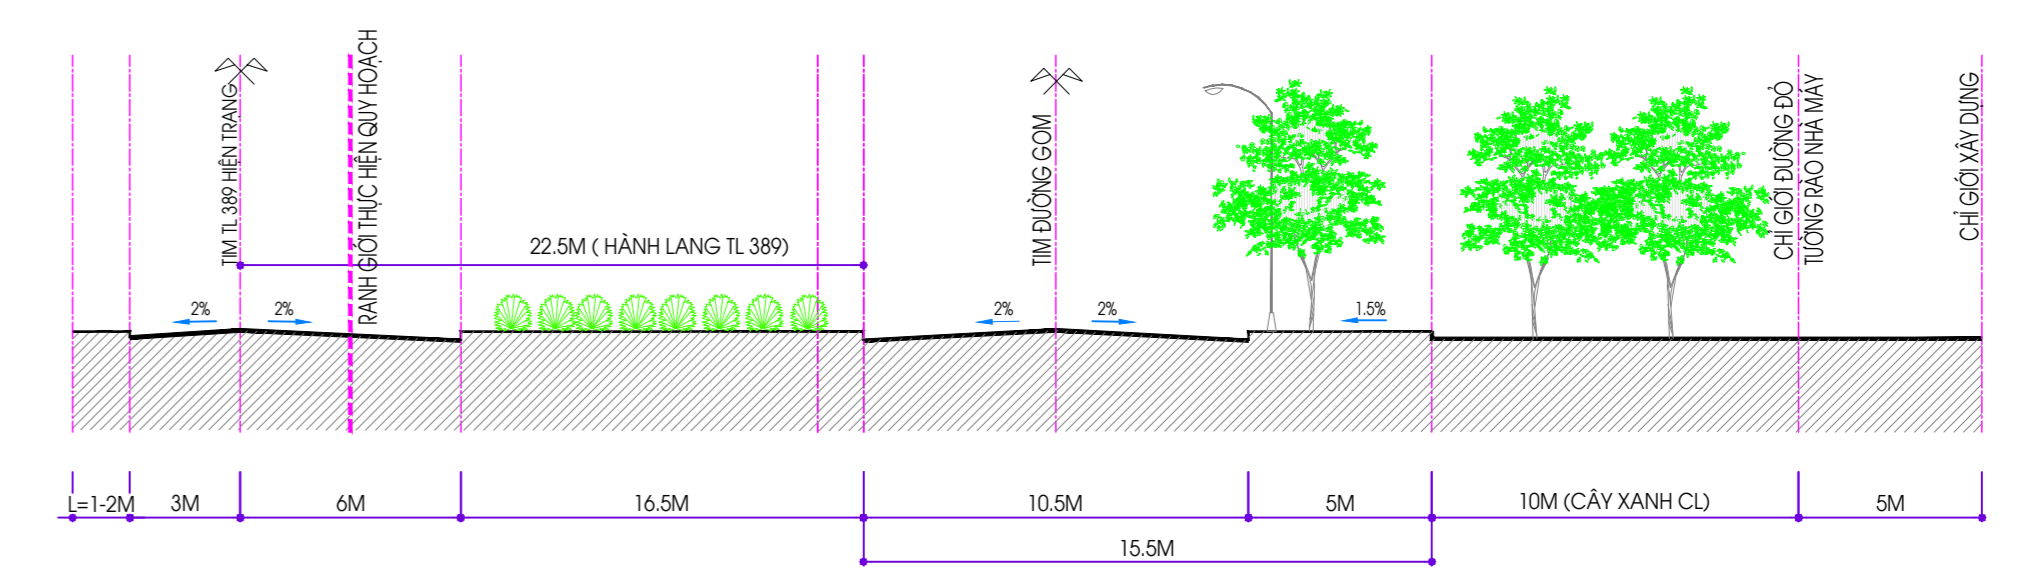 TIM TL 389 HIỆN TRẠNG
RANH GIỚI THỰC HIỆN QUY HOẠCH
22.5M ( HÀNH LANG TL 389)
TIM ĐƯỜNG GOM
CHỈ GIỚI ĐƯỜNG ĐỎ
TƯỜNG RÀO NHÀ MÁY
CHỈ GIỚI XÂY DỰNG
2%
2%
2%
2%
1.5%
L=1-2M
3M
6M
16.5M
10.5M
5M
10M (CÂY XANH CL)
5M
15.5M